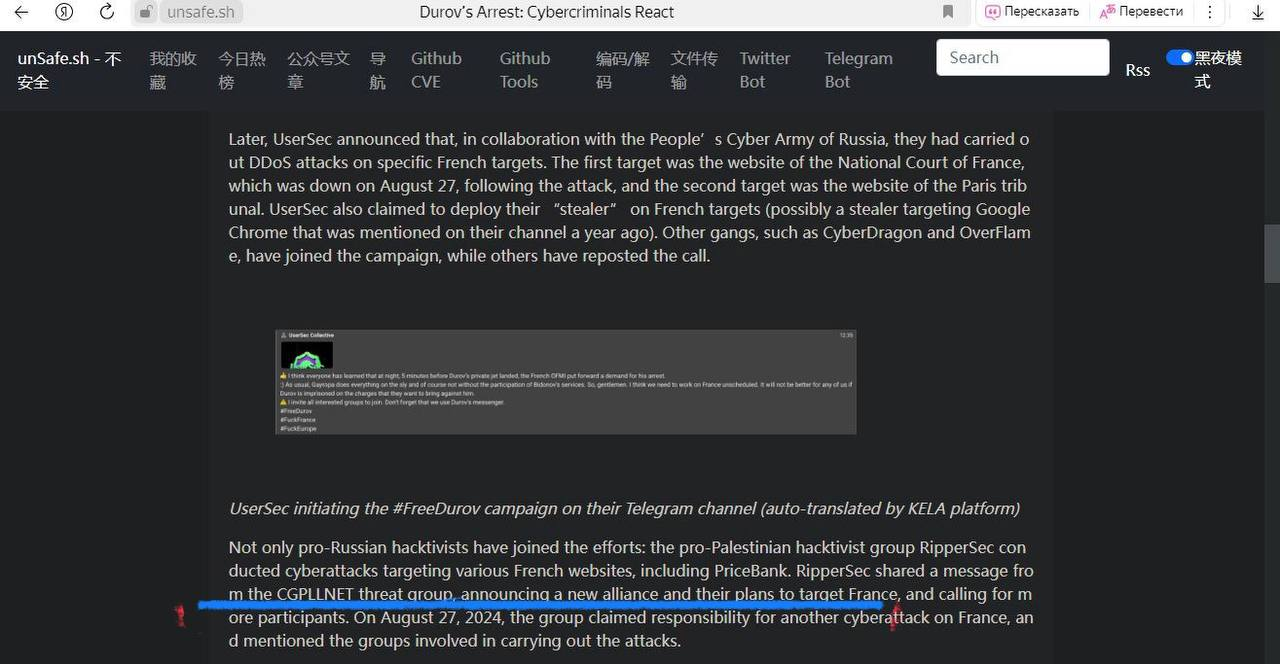 unsafe.sh
Durov's Arrest: Cybercriminals React
Пересказать
Перевести
unSafe.sh - 不
安全
我的收
藏
今日热
榜
公众号文
章
导
航
Github
CVE
Github
Tools
编码/解
码
文件传
输
Twitter
Bot
Telegram
Bot
Search
Rss
黑夜模
式
Later, UserSec announced that, in collaboration with the People’s Cyber Army of Russia, they had carried o
ut DDoS attacks on specific French targets. The first target was the website of the National Court of France,
which was down on August 27, following the attack, and the second target was the website of the Paris trib
unal. UserSec also claimed to deploy their “stealer” on French targets (possibly a stealer targeting Google
Chrome that was mentioned on their channel a year ago). Other gangs, such as CyberDragon and OverFlam
e, have joined the campaign, while others have reposted the call.
UserSec Collective
12:39
I think everyone has learned that at night, 5 minutes before Durov's private jet landed, the French OFMI put forward a demand for his arrest.
:) As usual, Gayropa does everything on the sly and of course not without the participation of Bidonov's services. So, gentlemen. I think we need to work on France unscheduled. It will not be better for any of us if
Durov is imprisoned on the charges that they want to bring against him.
I invite all interested groups to join. Don't forget that we use Durov's messenger.
#FreeDurov
#FuckFrance
#FuckEurope
UserSec initiating the #FreeDurov campaign on their Telegram channel (auto-translated by KELA platform)
Not only pro-Russian hacktivists have joined the efforts: the pro-Palestinian hacktivist group RipperSec con
ducted cyberattacks targeting various French websites, including PriceBank. RipperSec shared a message fro
m the CGPLLNET threat group, announcing a new alliance and their plans to target France, and calling for m
ore participants. On August 27, 2024, the group claimed responsibility for another cyberattack on France, an
d mentioned the groups involved in carrying out the attacks.